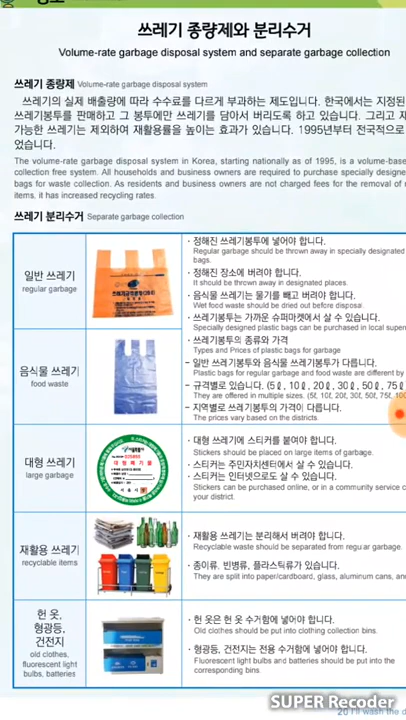 쓰레기 종량제와 분리수거
Volume-rate garbage disposal system and separate garbage collection
쓰레기 종량제 Volume-rate garbage disposal system
쓰레기의 실제 배출량에 따라 수수료를 다르게 부과하는 제도입니다. 한국에서는 지정된
쓰레기봉투를 판매하고 그 봉투에만 쓰레기를 담아서 버리도록 하고 있습니다. 그리고 재
가능한 쓰레기는 제외하여 재활용률을 높이는 효과가 있습니다. 1995년부터 전국적으로
었습니다.
The volume-rate garbage disposal system in Korea, starting nationally as of 1995, is a volume-base
collection free system. All households and business owners are required to purchase specially designe
bags for waste collection. As residents and business owners are not charged fees for the removal of
items, it has increased recycling rates.
쓰레기 분리수거 Separate garbage collection
일반 쓰레기
regular garbage
· 정해진 쓰레기봉투에 넣어야 합니다.
Regular garbage should be thrown away in specially designated
bags.
· 정해진 장소에 버려야 합니다.
It should be thrown away in designated places.
· 음식물 쓰레기는 물기를 빼고 버려야 합니다.
Wet food waste should be dried out before disposal.
· 쓰레기봉투는 가까운 슈퍼마켓에서 살 수 있습니다.
Specially designed plastic bags can be purchased in local super
음식물 쓰레기
food waste
· 쓰레기봉투의 종류와 가격
Types and Prices of plastic bags for garbage
- 일반 쓰레기봉투와 음식물 쓰레기봉투가 다릅니다.
Plastic bags for regular garbage and food waste are different by
- 규격별로 있습니다. (5ℓ, 10ℓ, 20ℓ, 30ℓ, 50ℓ, 75ℓ
They are offered in multiple sizes. (5ℓ, 10ℓ, 20ℓ, 30ℓ, 50ℓ, 75ℓ, 100
- 지역별로 쓰레기봉투의 가격이 다릅니다.
The prices vary based on the districts.
대형 쓰레기
large garbage
대형폐기물
· 대형 쓰레기에 스티커를 붙여야 합니다.
Stickers should be placed on large items of garbage.
· 스티커는 주민자치센터에서 살 수 있습니다.
· 스티커는 인터넷으로도 살 수 있습니다.
Stickers can be purchased online, or in a community service c
your district.
재활용 쓰레기
recyclable items
· 재활용 쓰레기는 분리해서 버려야 합니다.
Recyclable waste should be separated from regular garbage.
· 종이류, 빈병류, 플라스틱류가 있습니다.
They are split into paper/cardboard, glass, aluminum cans, an
헌 옷,
형광등,
건전지
old clothes,
fluorescent light
bulbs, batteries
· 헌 옷은 헌 옷 수거함에 넣어야 합니다.
Old clothes should be put into clothing collection bins.
· 형광등, 건전지는 전용 수거함에 넣어야 합니다.
Fluorescent light bulbs and batteries should be put into the
corresponding bins.
SUPER Recoder
20 I'll wash the d